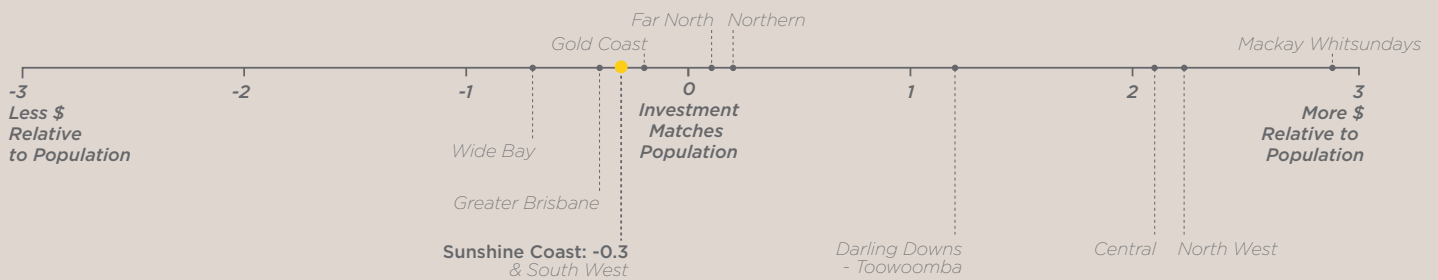 Far North Northern
Gold Coast Mackay Whitsundays
-3 -2 -1 0 1 2 3
Less $
Relative
to Population
Investment
Matches
Population
More $
Relative to
Population
Wide Bay
Greater Brisbane
Sunshine Coast: -0.3
& South West
Darling Downs
- Toowoomba
Central
North West